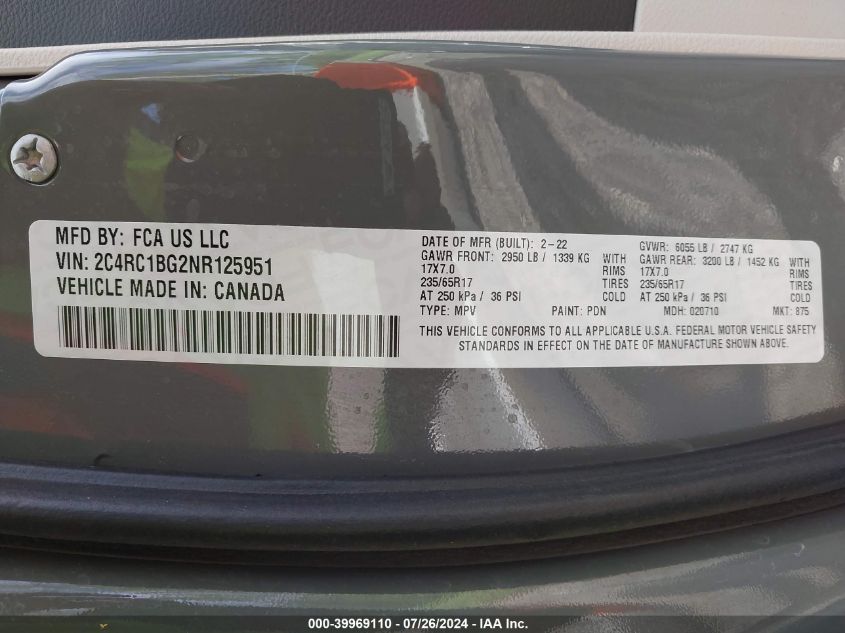 MFD BY: FCA US LLC
VIN: 2C4RC1BG2NR125951
VEHICLE MADE IN: CANADA
DATE OF MFR (BUILT): 2-22
GVWR: 6055 LB / 2747 KG
GAWR FRONT: 2950 LB / 1339 KG WITH
GAWR REAR: 3200 LB / 1452 KG WITH
17X7.0 RIMS
17X7.0 RIMS
235/65R17 TIRES
235/65R17 TIRES
AT 250 kPa / 36 PSI COLD
AT 250 kPa / 36 PSI COLD
TYPE: MPV PAINT: PDN MDH: 020710 MKT: 875
THIS VEHICLE CONFORMS TO ALL APPLICABLE U.S.A. FEDERAL MOTOR VEHICLE SAFETY
STANDARDS IN EFFECT ON THE DATE OF MANUFACTURE SHOWN ABOVE.
000-39969110 - 07/26/2024 - IAA, Inc.